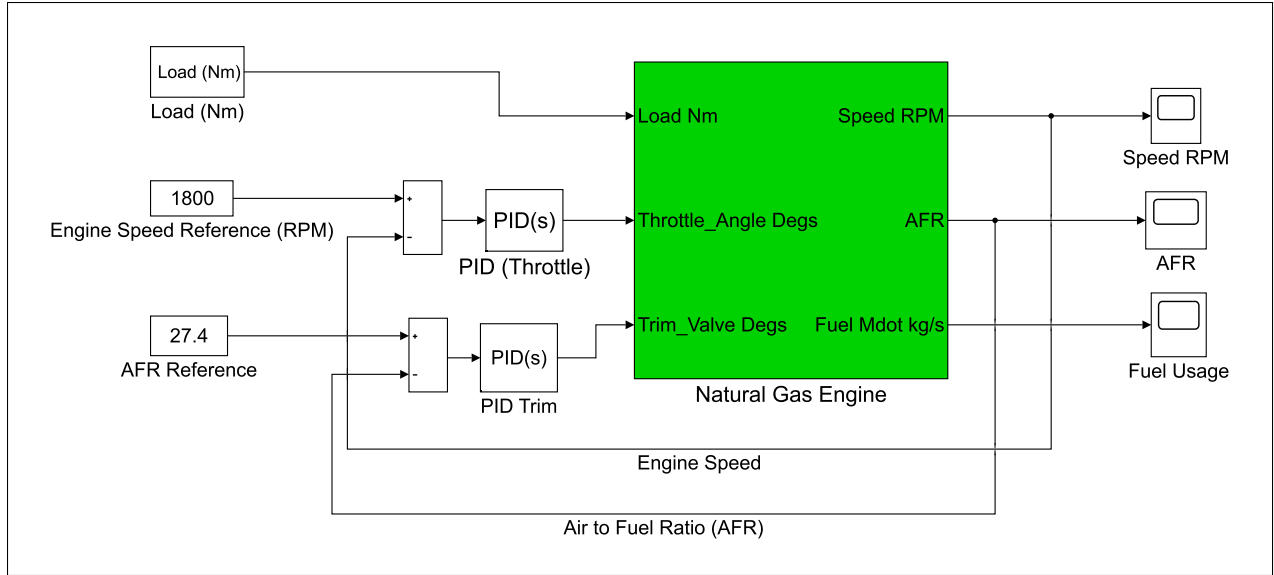 Load (Nm)
Load (Nm)
1800
Engine Speed Reference (RPM)
+
−
PID(s)
PID (Throttle)
27.4
AFR Reference
+
−
PID(s)
PID Trim
Load Nm
Speed RPM
Throttle_Angle Degs
AFR
Trim_Valve Degs
Fuel Mdot kg/s
Natural Gas Engine
Speed RPM
AFR
Fuel Usage
Engine Speed
Air to Fuel Ratio (AFR)